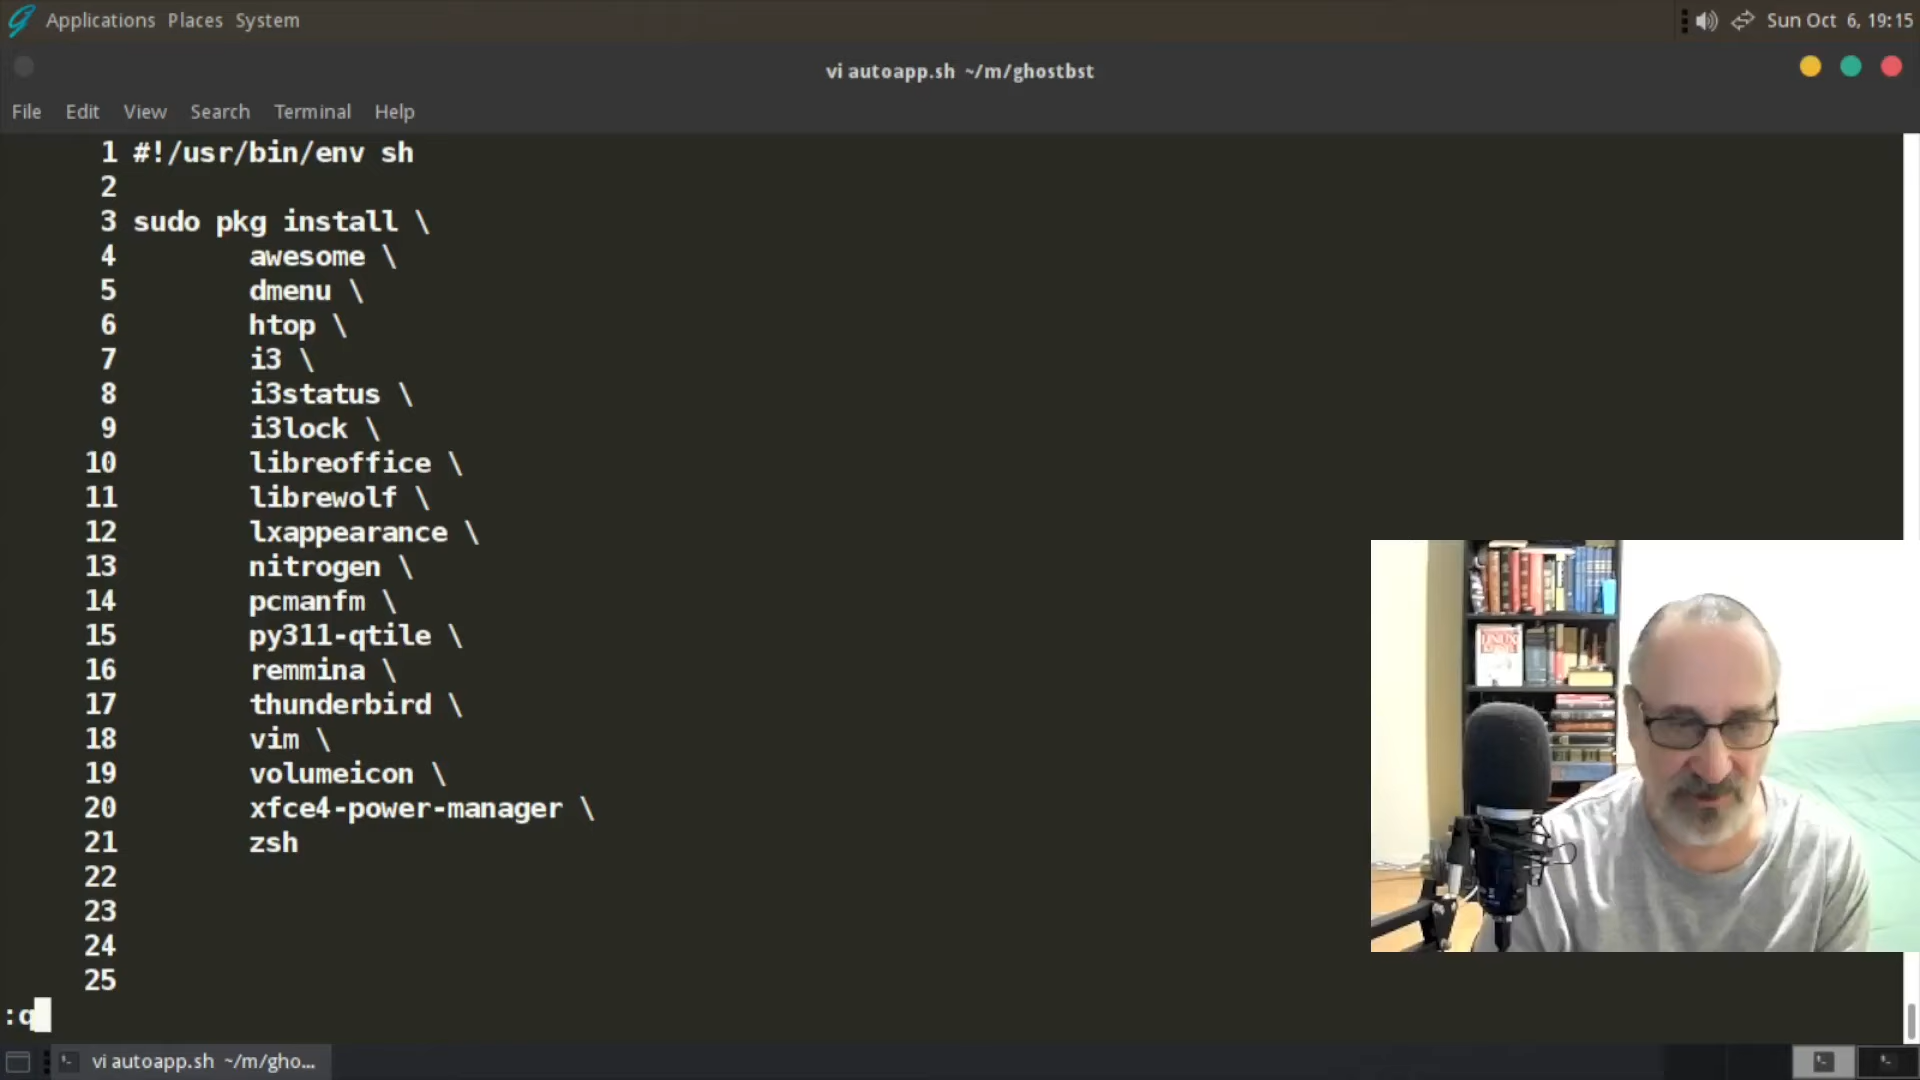 Applications Places System
Sun Oct 6, 19:15
vi autoapp.sh ~/m/ghostbst
File Edit View Search Terminal Help
1 #!/usr/bin/env sh
2
3 sudo pkg install \
4 awesome \
5 dmenu \
6 htop \
7 i3 \
8 i3status \
9 i3lock \
10 libreoffice \
11 librewolf \
12 lxappearance \
13 nitrogen \
14 pcmanfm \
15 py311-qtile \
16 remmina \
17 thunderbird \
18 vim \
19 volumeicon \
20 xfce4-power-manager \
21 zsh
22
23
24
25
:q
vi autoapp.sh ~/m/gho...